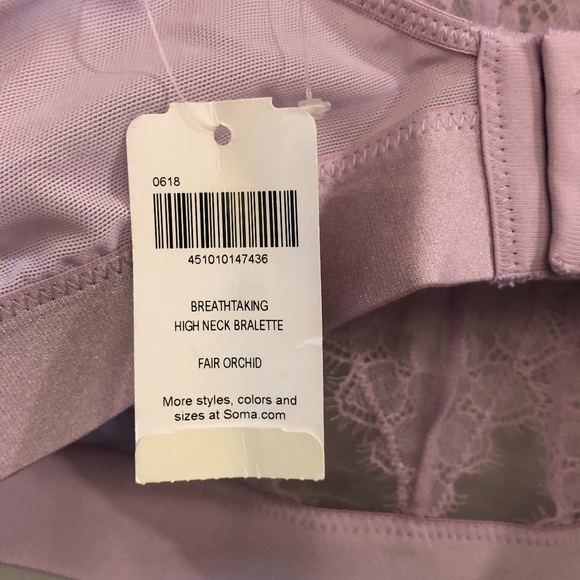 0618
451010147436
BREATHTAKING
HIGH NECK BRALETTE
FAIR ORCHID
More styles, colors and
sizes at Soma.com